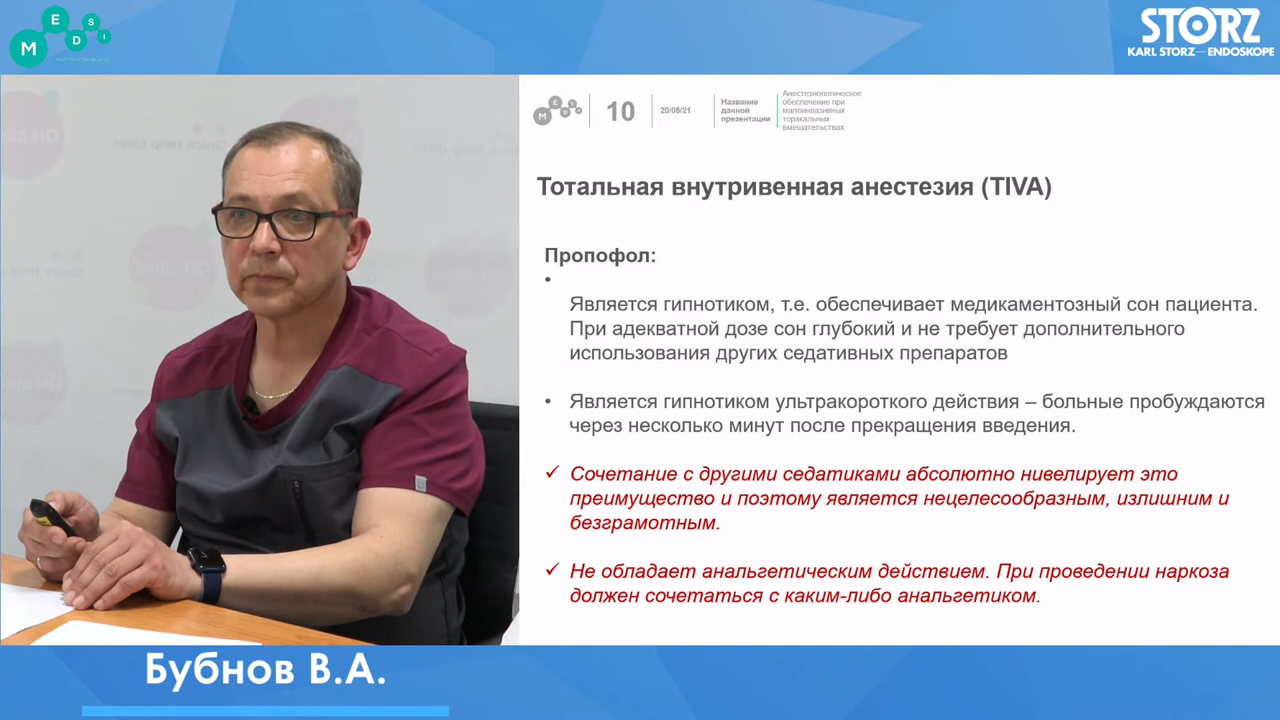 M E D S I
STORZ
KARL STORZ—ENDOSKOPE
M E D S I
10
20/05/21
Название
данной
презентации
Анестезиологическое
обеспечение при
малоинвазивных
торакальных
вмешательствах
Тотальная внутривенная анестезия (TIVA)
Пропофол:
•
Является гипнотиком, т.е. обеспечивает медикаментозный сон пациента.
При адекватной дозе сон глубокий и не требует дополнительного
использования других седативных препаратов
• Является гипнотиком ультракороткого действия – больные пробуждаются
через несколько минут после прекращения введения.
✓ Сочетание с другими седатиками абсолютно нивелирует это
преимущество и поэтому является нецелесообразным, излишним и
безграмотным.
✓ Не обладает анальгетическим действием. При проведении наркоза
должен сочетаться с каким-либо анальгетиком.
Бубнов В.А.